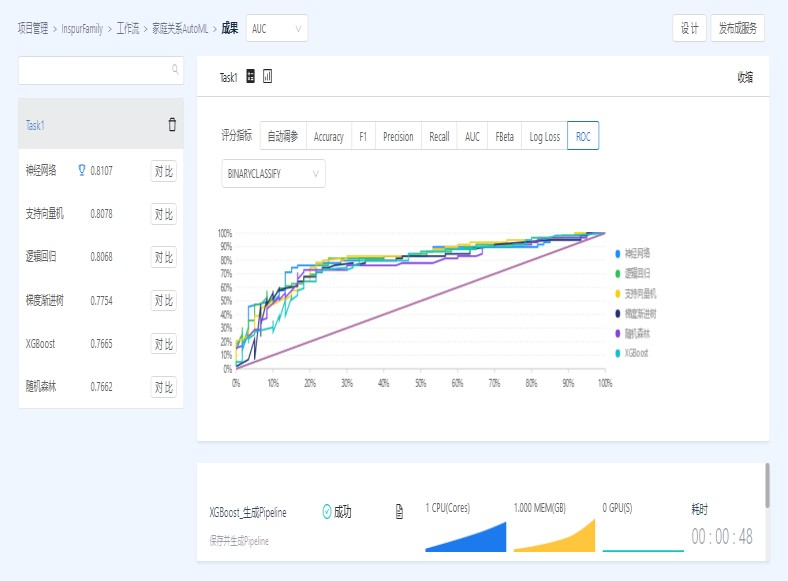 项目管理 > InspurFamily > 工作流 > 家庭关系AutoML > 成果 AUC
设计 发布成服务
Task1
收缩
Task1
评分指标 自动调参 Accuracy F1 Precision Recall AUC FBeta Log Loss ROC
BINARYCLASSIFY
神经网络 0.8107 对比
支持向量机 0.8078 对比
逻辑回归 0.8068 对比
梯度渐进树 0.7754 对比
XGBoost 0.7665 对比
随机森林 0.7662 对比
100%
90%
80%
70%
60%
50%
40%
30%
20%
10%
0%
0% 10% 20% 30% 40% 50% 60% 70% 80% 90% 100%
神经网络
逻辑回归
支持向量机
梯度渐进树
随机森林
XGBoost
XGBoost_生成Pipeline 成功 1 CPU(Cores) 1.000 MEM(GB) 0 GPU(S) 耗时
保存并生成Pipeline 00 : 00 : 48